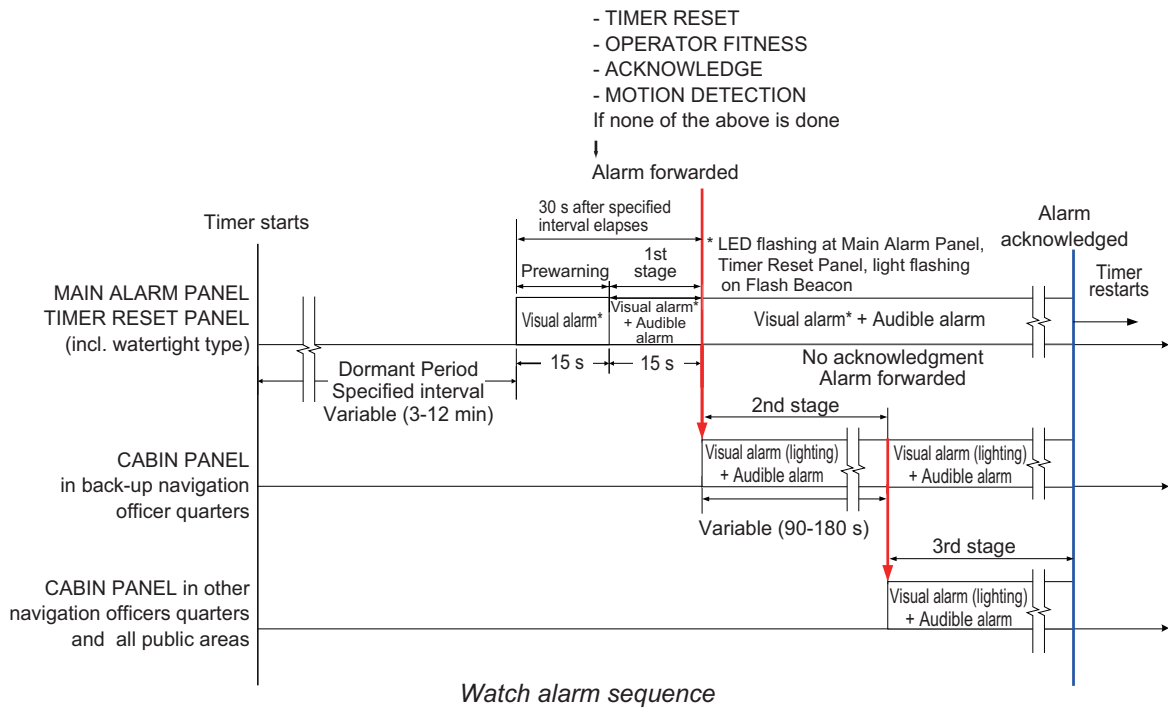 - TIMER RESET
- OPERATOR FITNESS
- ACKNOWLEDGE
- MOTION DETECTION
If none of the above is done
Alarm forwarded
Timer starts
30 s after specified
interval elapses
Alarm
acknowledged
* LED flashing at Main Alarm Panel,
Timer Reset Panel, light flashing
on Flash Beacon
Prewarning
1st
stage
Timer
restarts
MAIN ALARM PANEL
TIMER RESET PANEL
(incl. watertight type)
Visual alarm*
Visual alarm*
+ Audible
alarm
Visual alarm* + Audible alarm
15 s
15 s
Dormant Period
Specified interval
Variable (3-12 min)
No acknowledgment
Alarm forwarded
2nd stage
CABIN PANEL
in back-up navigation
officer quarters
Visual alarm (lighting)
+ Audible alarm
Visual alarm (lighting)
+ Audible alarm
Variable (90-180 s)
3rd stage
CABIN PANEL in other
navigation officers quarters
and all public areas
Visual alarm (lighting)
+ Audible alarm
Watch alarm sequence